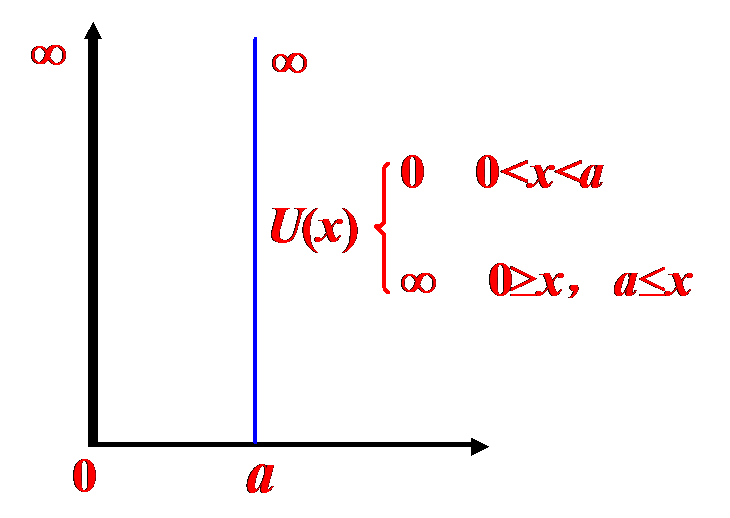 ∞ ∞
0 0<x<a
U(x) {
∞ 0≥x， a≤x
0 a